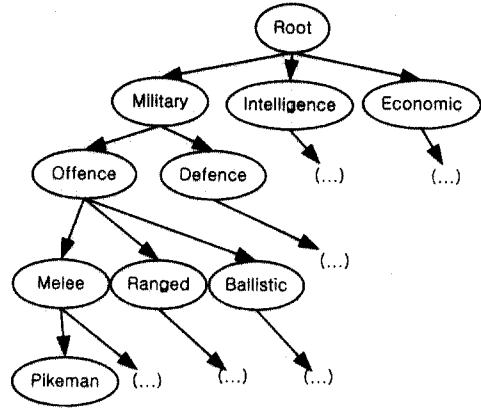 Root
Military Intelligence Economic
Offence Defence (...) (...)
(...)
Melee Ranged Ballistic
Pikeman (...) (...) (...)